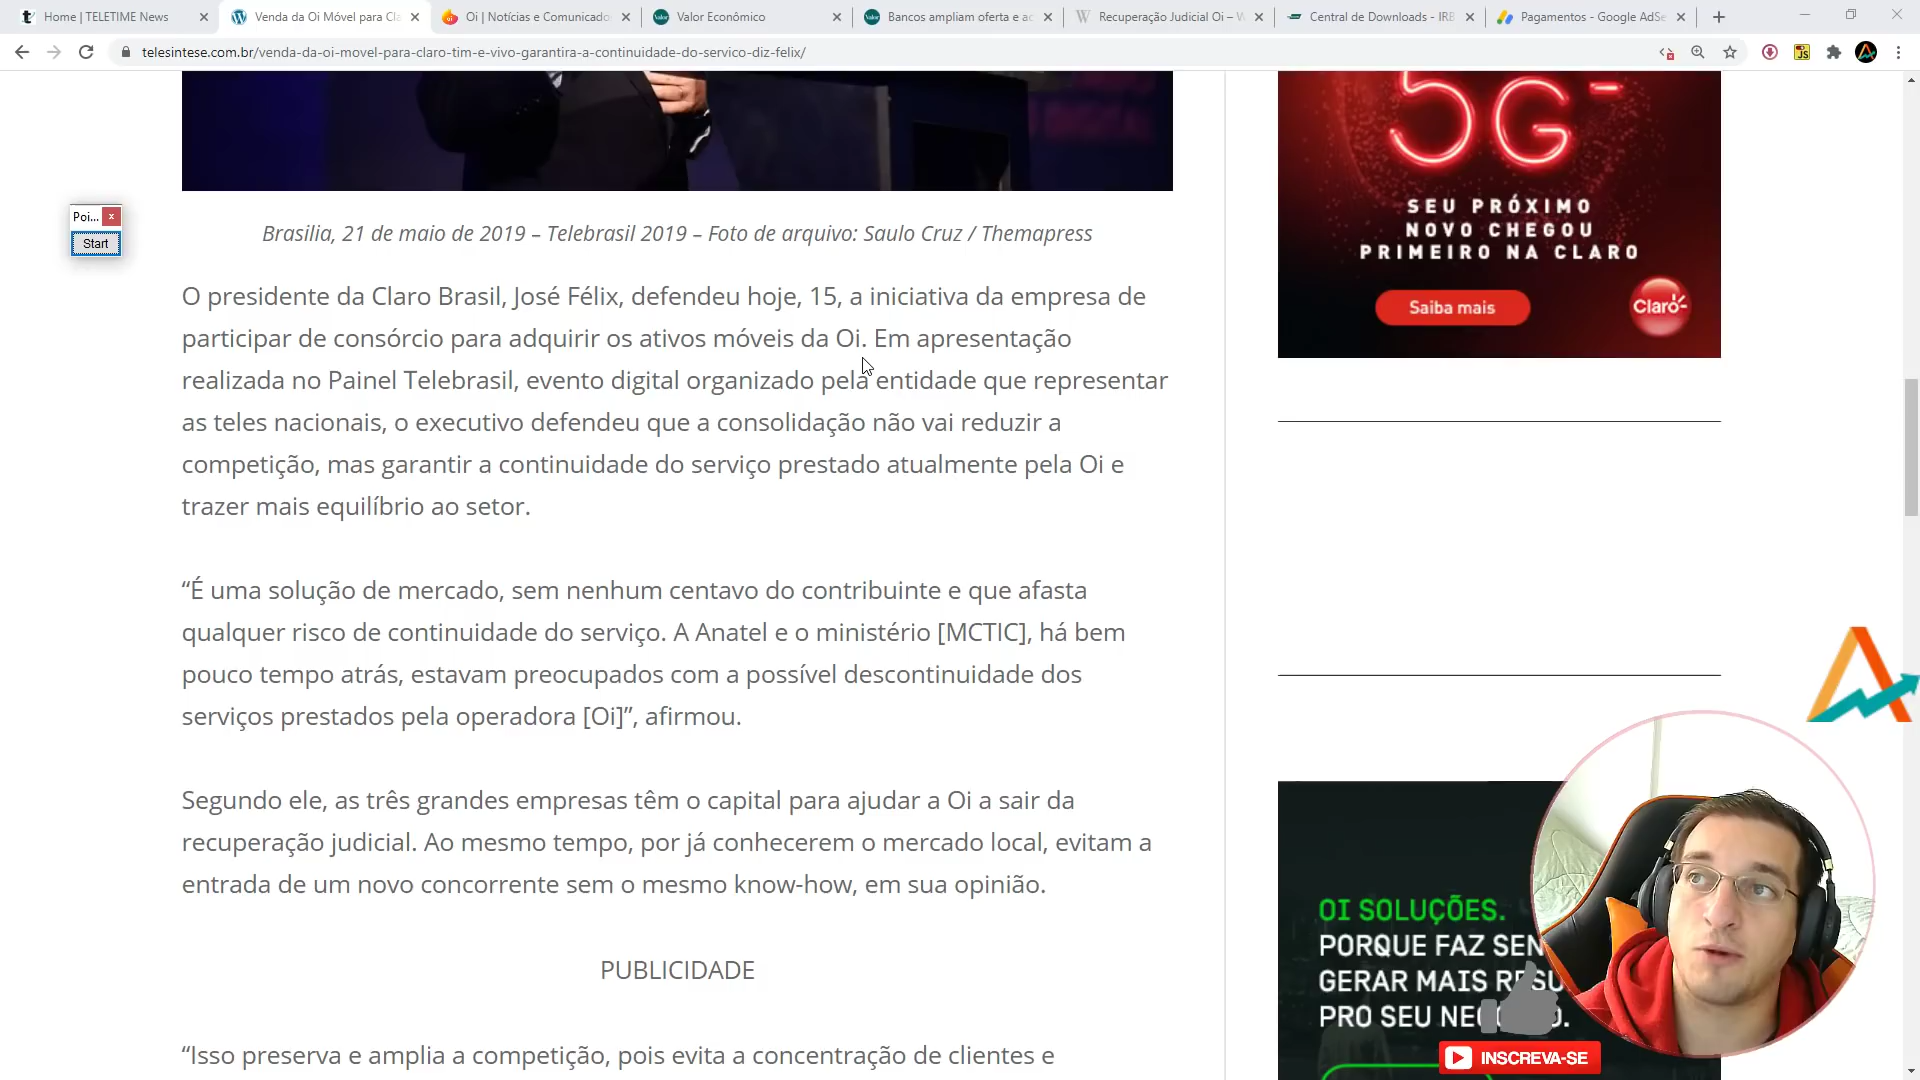 Home | TELETIME News
Venda da Oi Móvel para Cla
Oi | Notícias e Comunicado
Valor Econômico
Bancos ampliam oferta e ac
Recuperação Judicial Oi – W
Central de Downloads - IRB
Pagamentos - Google AdSe
telesintese.com.br/venda-da-oi-movel-para-claro-tim-e-vivo-garantira-a-continuidade-do-servico-diz-felix/
Poi...
Start
Brasilia, 21 de maio de 2019 – Telebrasil 2019 – Foto de arquivo: Saulo Cruz / Themapress
O presidente da Claro Brasil, José Félix, defendeu hoje, 15, a iniciativa da empresa de
participar de consórcio para adquirir os ativos móveis da Oi. Em apresentação
realizada no Painel Telebrasil, evento digital organizado pela entidade que representar
as teles nacionais, o executivo defendeu que a consolidação não vai reduzir a
competição, mas garantir a continuidade do serviço prestado atualmente pela Oi e
trazer mais equilíbrio ao setor.
“É uma solução de mercado, sem nenhum centavo do contribuinte e que afasta
qualquer risco de continuidade do serviço. A Anatel e o ministério [MCTIC], há bem
pouco tempo atrás, estavam preocupados com a possível descontinuidade dos
serviços prestados pela operadora [Oi]”, afirmou.
Segundo ele, as três grandes empresas têm o capital para ajudar a Oi a sair da
recuperação judicial. Ao mesmo tempo, por já conhecerem o mercado local, evitam a
entrada de um novo concorrente sem o mesmo know-how, em sua opinião.
PUBLICIDADE
“Isso preserva e amplia a competição, pois evita a concentração de clientes e
5G
SEU PRÓXIMO
NOVO CHEGOU
PRIMEIRO NA CLARO
Saiba mais
Claro
OI SOLUÇÕES.
PORQUE FAZ SEN
GERAR MAIS RESU
PRO SEU NE
INSCREVA-SE